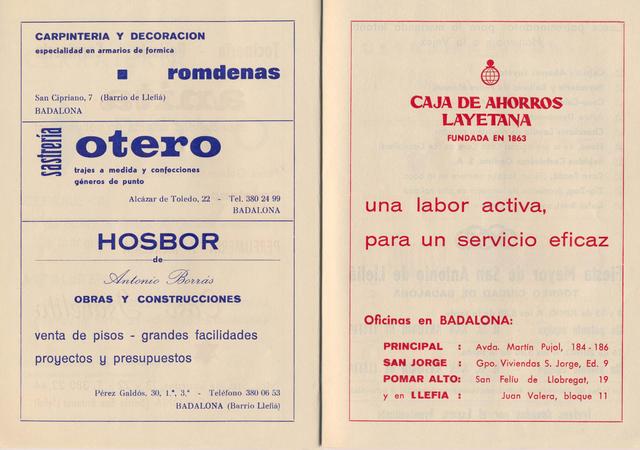 CARPINTERIA Y DECORACION
especialidad en armarios de formica
romdenas
San Cipriano, 7 (Barrio de Llefiá)
BADALONA
sastrería
otero
trajes a medida y confecciones
géneros de punto
Alcázar de Toledo, 22 - Tel. 380 24 99
BADALONA
HOSBOR
de
Antonio Borrás
OBRAS Y CONSTRUCCIONES
venta de pisos - grandes facilidades
proyectos y presupuestos
Pérez Galdós, 30, 1.º, 3.ª - Teléfono 380 06 53
BADALONA (Barrio Llefiá)
CAJA DE AHORROS
LAYETANA
FUNDADA EN 1863
una labor activa,
para un servicio eficaz
Oficinas en BADALONA:
PRINCIPAL : Avda. Martín Pujol, 184-186
SAN JORGE : Gpo. Viviendas S. Jorge, Ed. 9
POMAR ALTO: San Felíu de Llobregat, 19
y en LLEFIA : Juan Valera, bloque 11